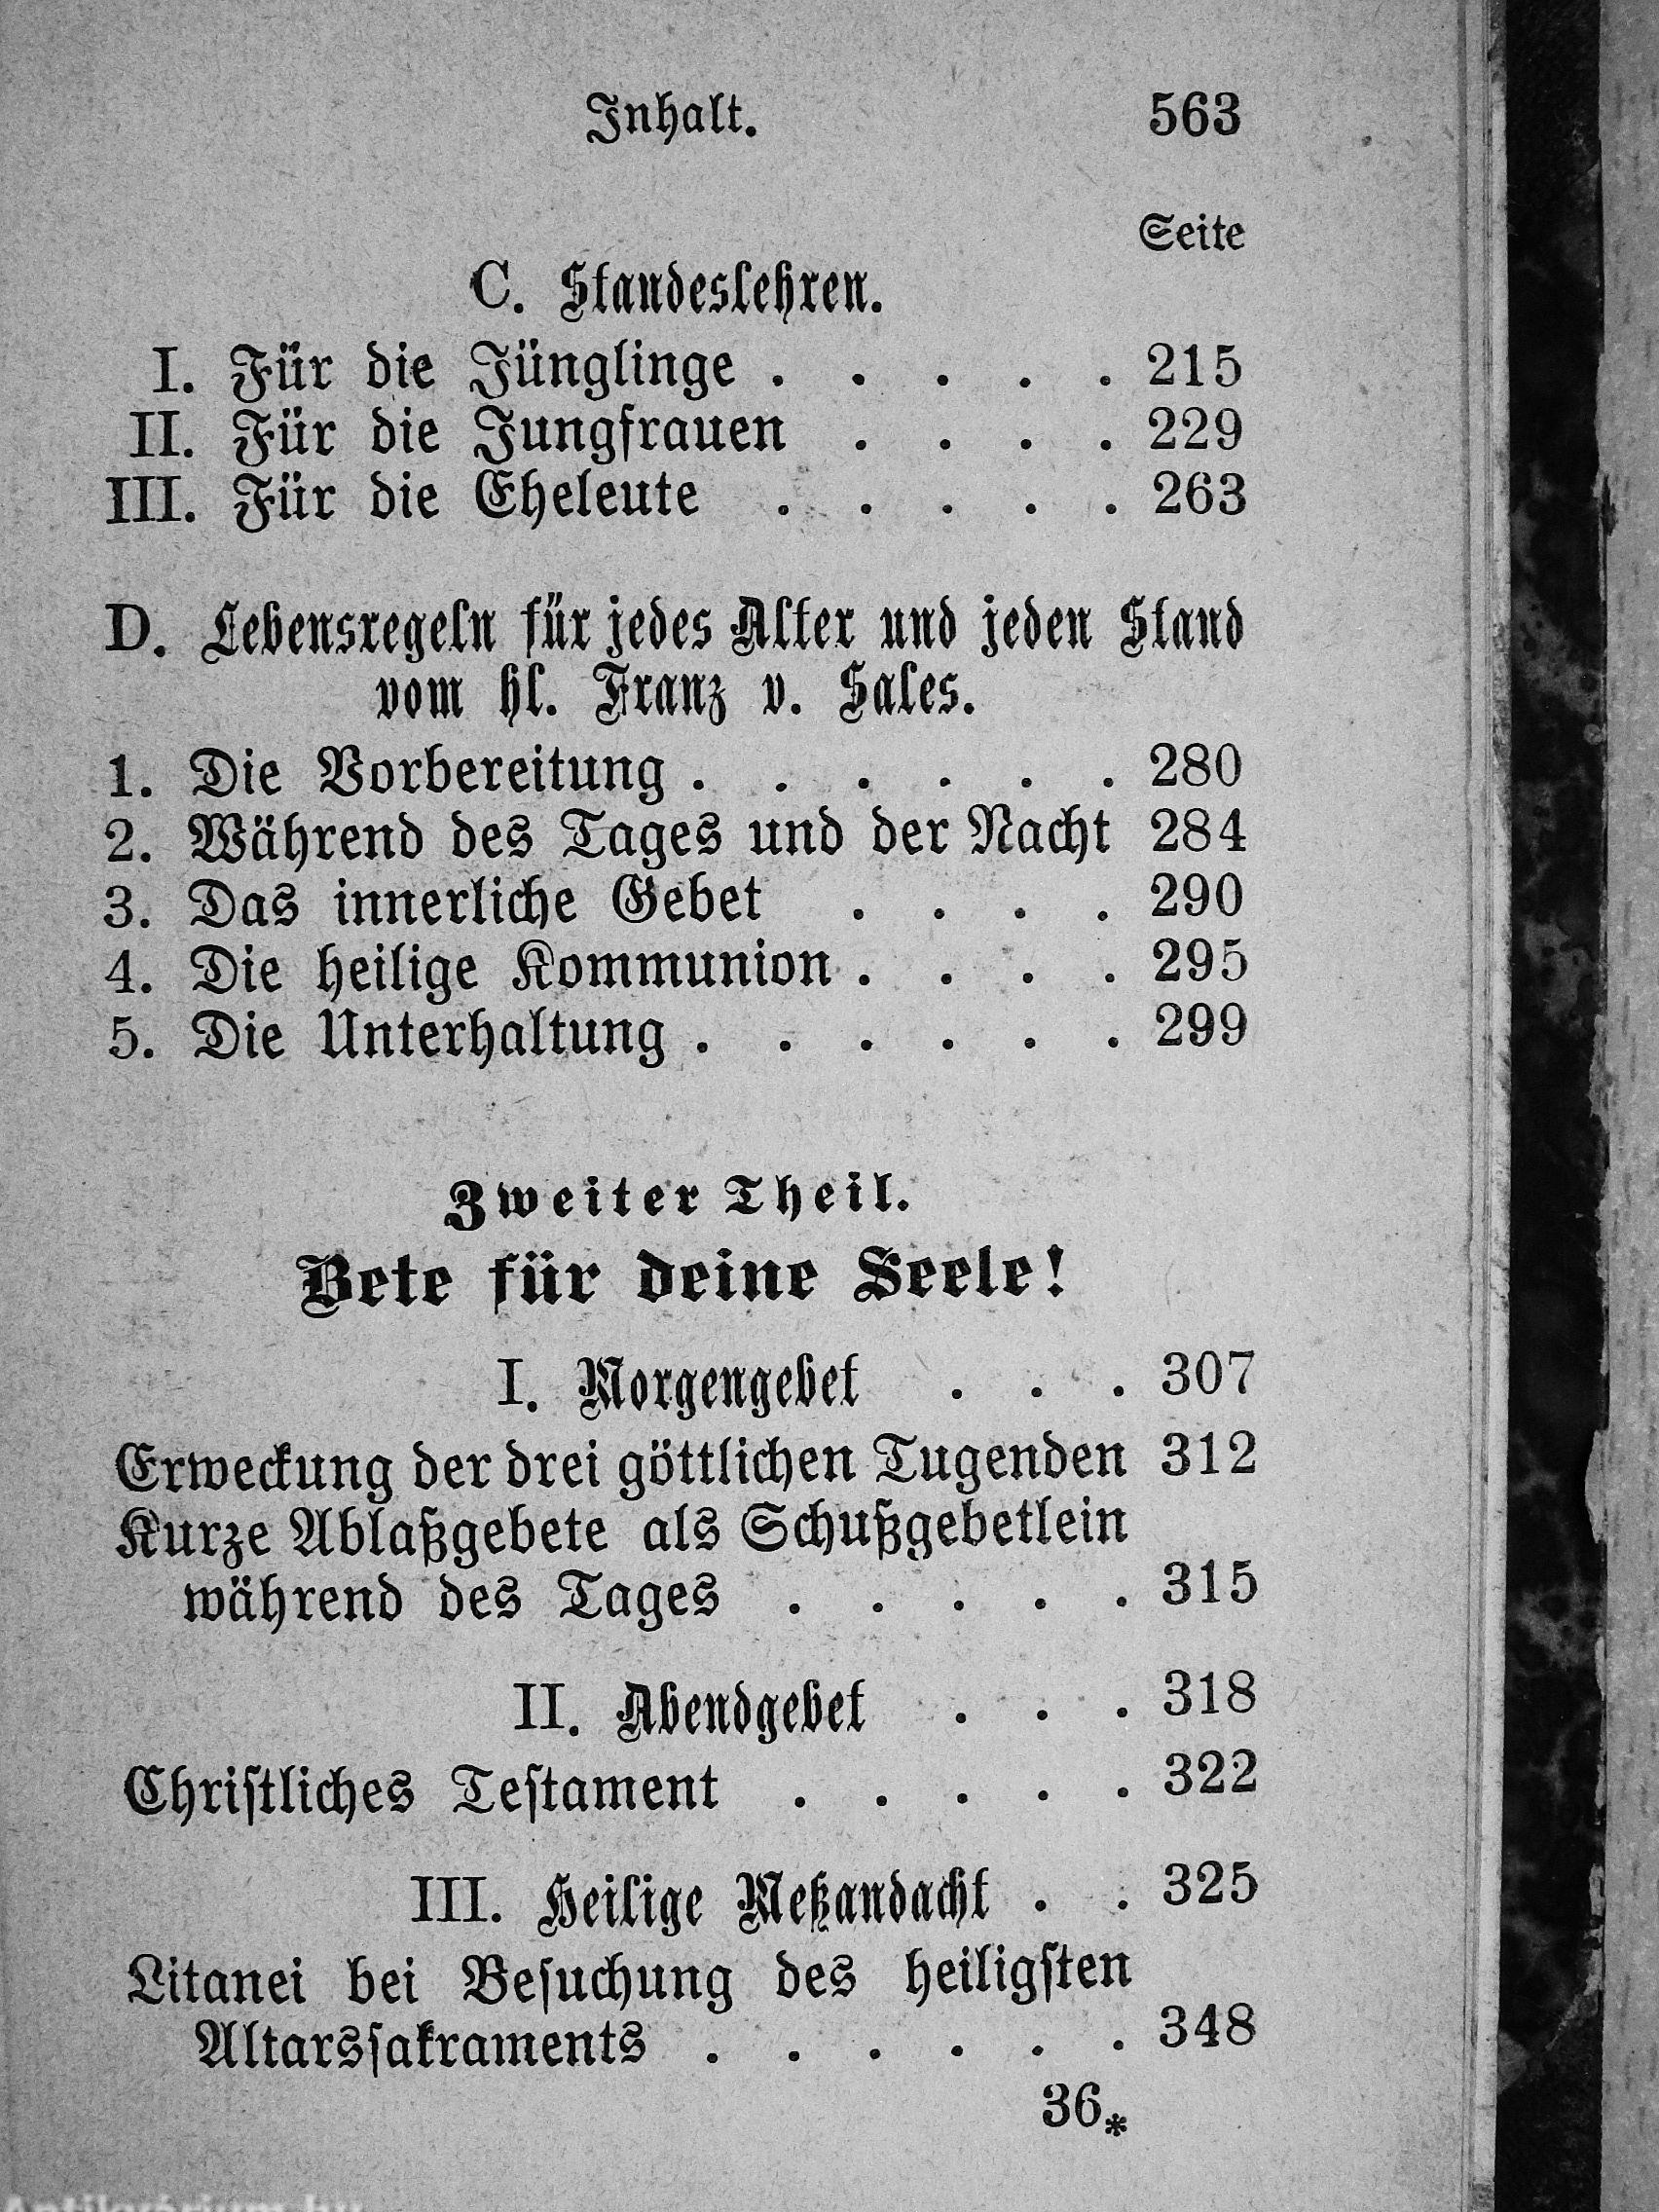 Inhalt. 563
Seite
C. Standeslehren.
I. Für die Jünglinge . . . . . 215
II. Für die Jungfrauen . . . . 229
III. Für die Eheleute . . . . . 263
D. Lebensregeln für jedes Alter und jeden Stand
vom hl. Franz v. Sales.
1. Die Vorbereitung . . . . . . 280
2. Während des Tages und der Nacht 284
3. Das innerliche Gebet . . . . 290
4. Die heilige Kommunion . . . . 295
5. Die Unterhaltung . . . . . . 299
Zweiter Theil.
Bete für deine Seele!
I. Morgengebet . . . 307
Erweckung der drei göttlichen Tugenden 312
Kurze Ablaßgebete als Schußgebetlein
während des Tages . . . . . 315
II. Abendgebet . . . 318
Chriſtliches Teſtament . . . . . 322
III. Heilige Meßandacht . . 325
Litanei bei Beſuchung des heiligſten
Altarsſakraments . . . . . . 348
36*